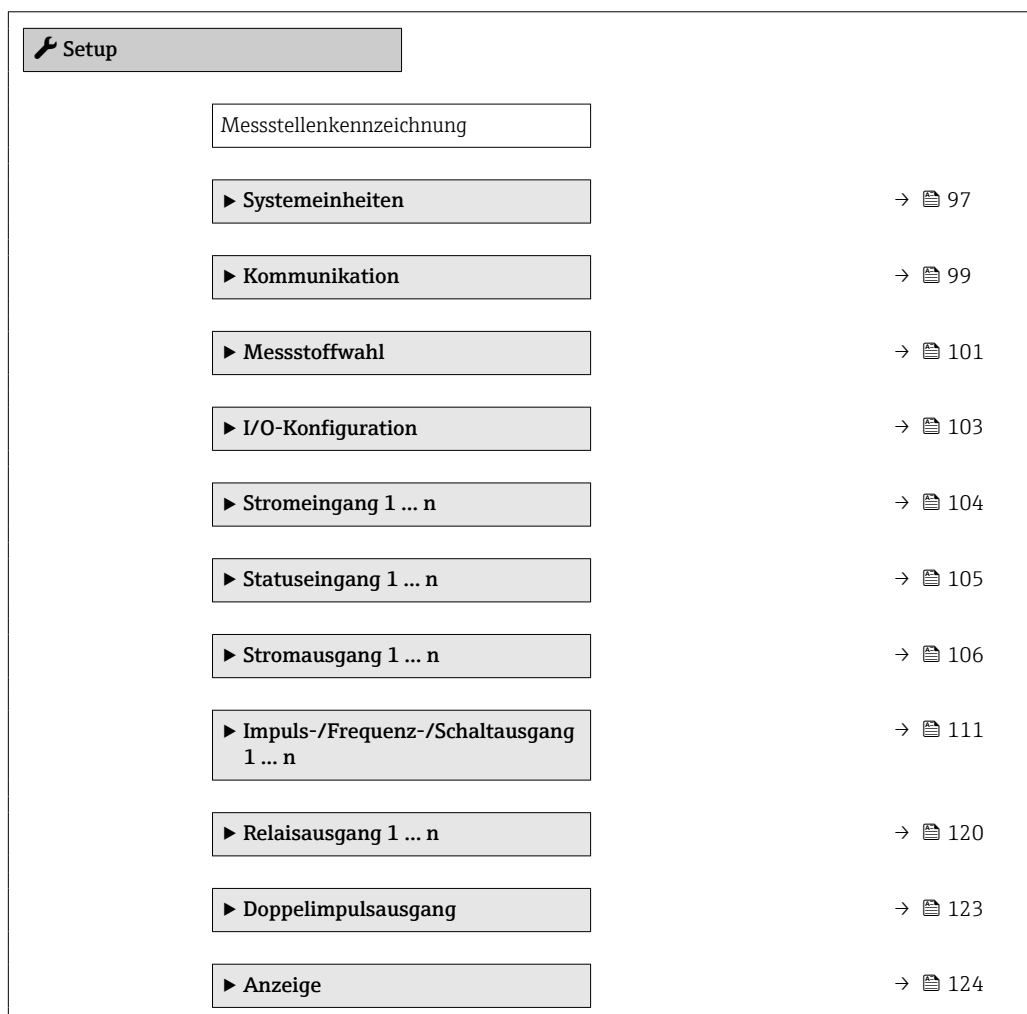 Setup
Messstellenkennzeichnung
▶ Systemeinheiten → 97
▶ Kommunikation → 99
▶ Messstoffwahl → 101
▶ I/O-Konfiguration → 103
▶ Stromeingang 1 … n → 104
▶ Statuseingang 1 … n → 105
▶ Stromausgang 1 … n → 106
▶ Impuls-/Frequenz-/Schaltausgang → 111
1 … n
▶ Relaisausgang 1 … n → 120
▶ Doppelimpulsausgang → 123
▶ Anzeige → 124